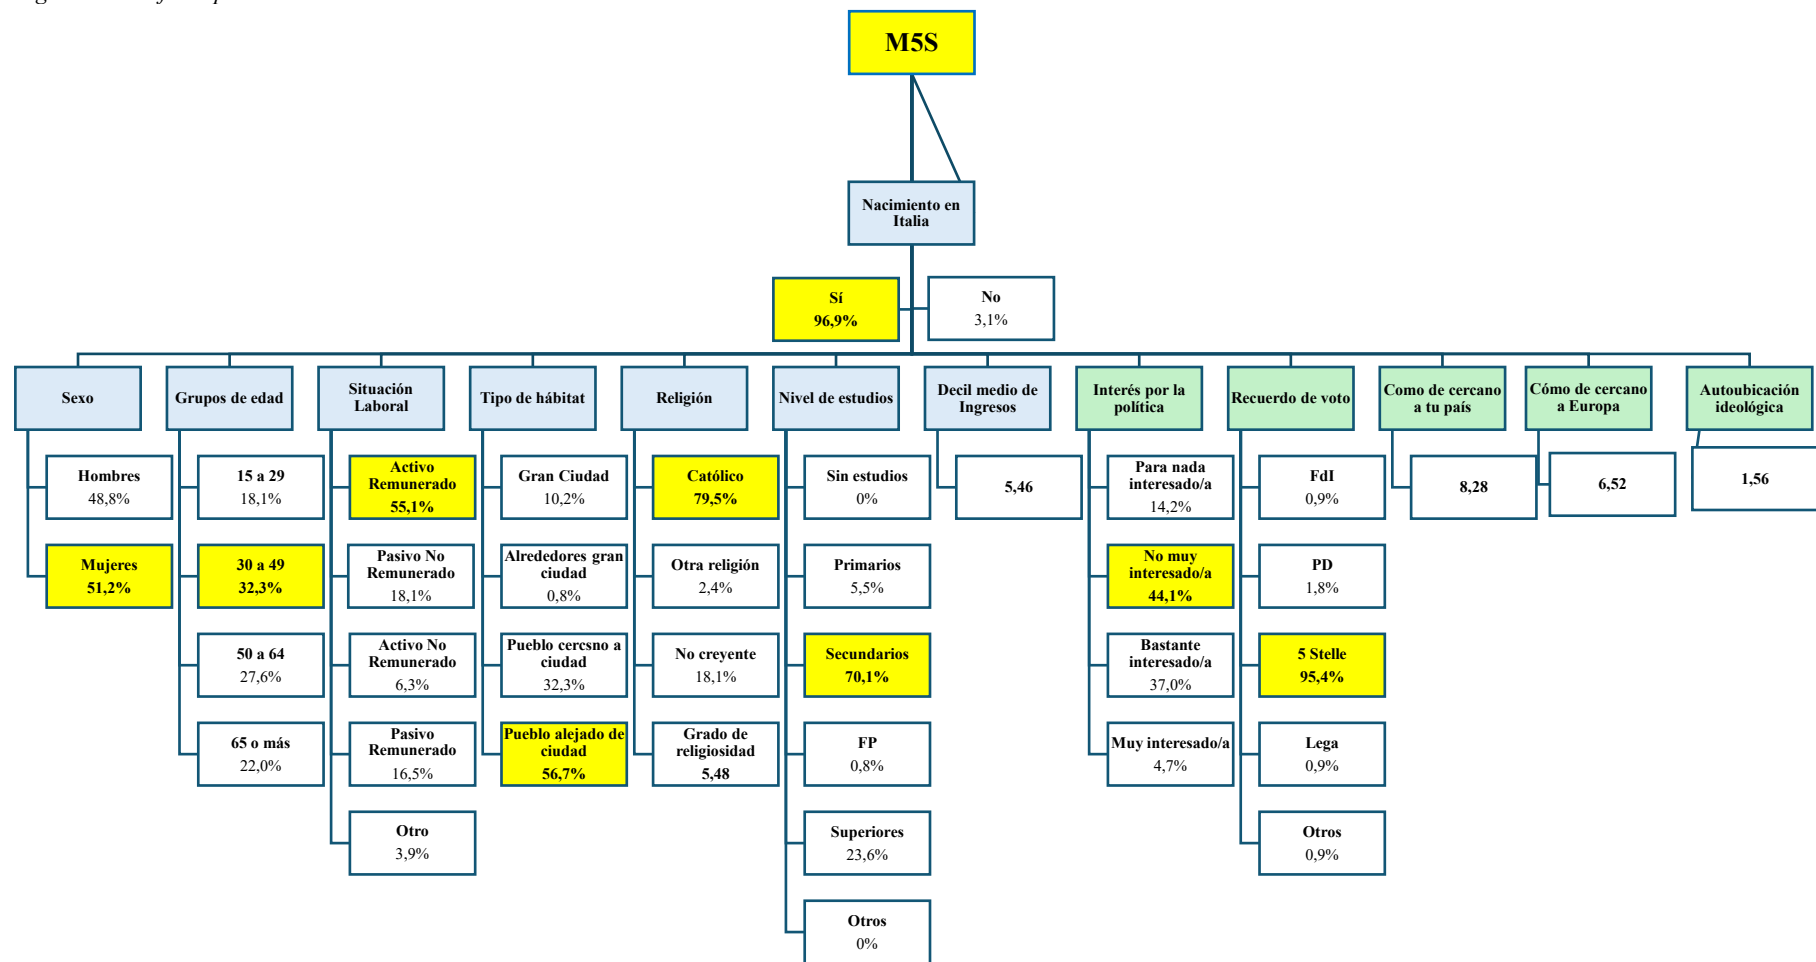 M5S
Nacimiento en
Italia
Sí
96,9%
No
3,1%
Sexo
Hombres
48,8%
Mujeres
51,2%
Grupos de edad
15 a 29
18,1%
30 a 49
32,3%
50 a 64
27,6%
65 o más
22,0%
Situación
Laboral
Activo
Remunerado
55,1%
Pasivo No
Remunerado
18,1%
Activo No
Remunerado
6,3%
Pasivo
Remunerado
16,5%
Otro
3,9%
Tipo de hábitat
Gran Ciudad
10,2%
Alrededores gran
ciudad
0,8%
Pueblo cercsno a
ciudad
32,3%
Pueblo alejado de
ciudad
56,7%
Religión
Católico
79,5%
Otra religión
2,4%
No creyente
18,1%
Grado de
religiosidad
5,48
Nivel de estudios
Sin estudios
0%
Primarios
5,5%
Secundarios
70,1%
FP
0,8%
Superiores
23,6%
Otros
0%
Decil medio de
Ingresos
5,46
Interés por la
política
Para nada
interesado/a
14,2%
No muy
interesado/a
44,1%
Bastante
interesado/a
37,0%
Muy interesado/a
4,7%
Recuerdo de voto
FdI
0,9%
PD
1,8%
5 Stelle
95,4%
Lega
0,9%
Otros
0,9%
Como de cercano
a tu país
8,28
Cómo de cercano
a Europa
6,52
Autoubicación
ideológica
1,56